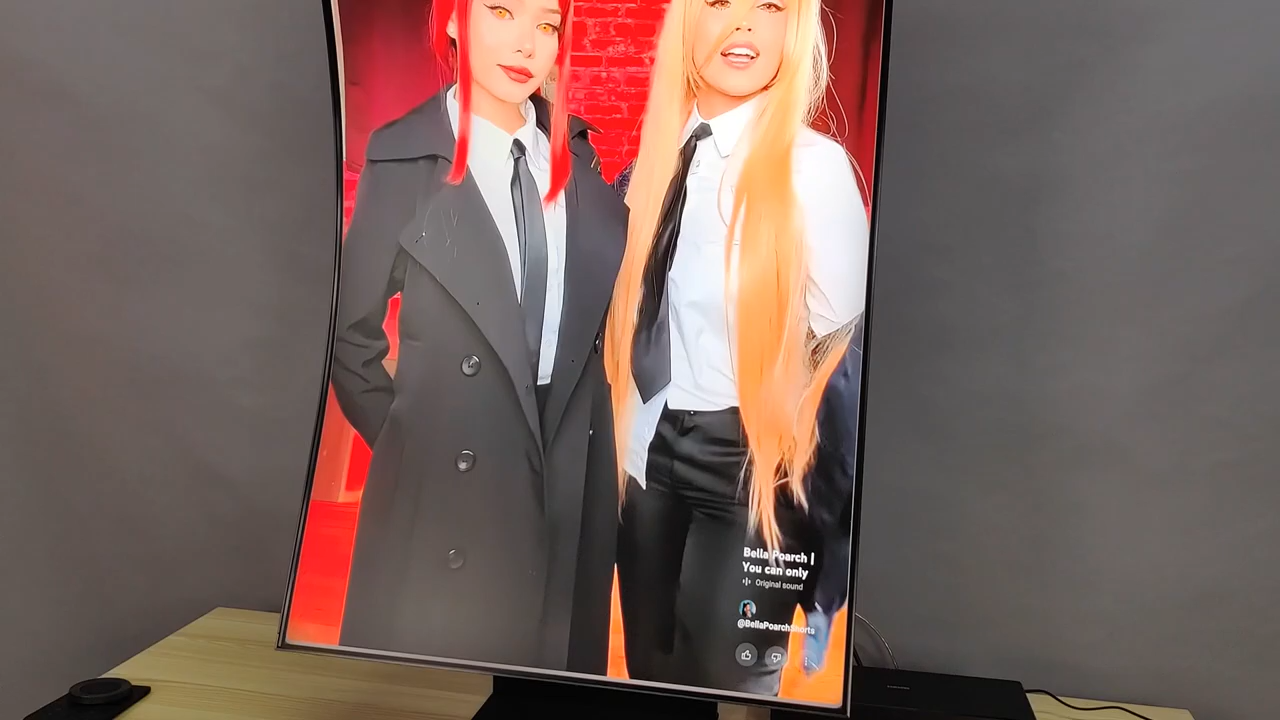 Bella Poarch |
You can only
Original sound
@BellaPoarchShorts